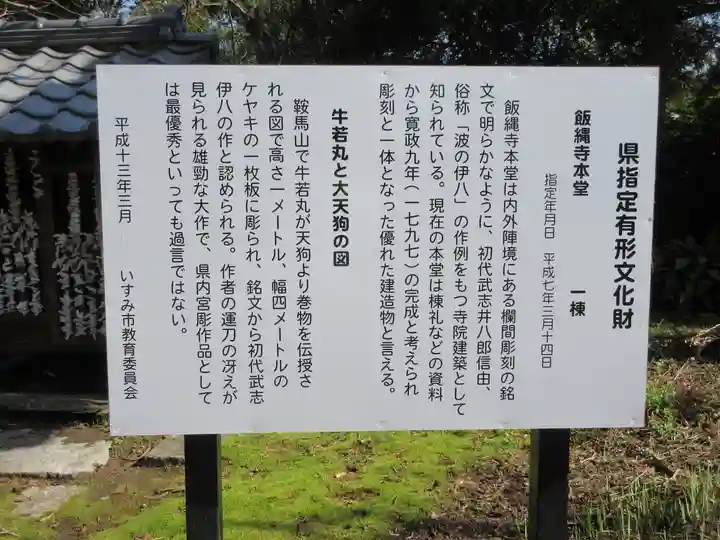 県指定有形文化財
飯縄寺本堂　　一棟
指定年月日　平成七年三月十四日
飯縄寺本堂は内外陣境にある欄間彫刻の銘
文で明らかなように、初代武志井八郎信由、
俗称「波の伊八」の作例をもつ寺院建築として
知られている。現在の本堂は棟礼などの資料
から寛政九年（一七九七）の完成と考えられ
彫刻と一体となった優れた建造物と言える。
牛若丸と大天狗の図
鞍馬山で牛若丸が天狗より巻物を伝授さ
れる図で高さ一メートル、幅四メートルの
ケヤキの一枚板に彫られ、銘文から初代武志
伊八の作と認められる。作者の運刀の冴えが
見られる雄勁な大作で、県内宮彫作品として
は最優秀といっても過言ではない。
平成十三年三月　　いすみ市教育委員会